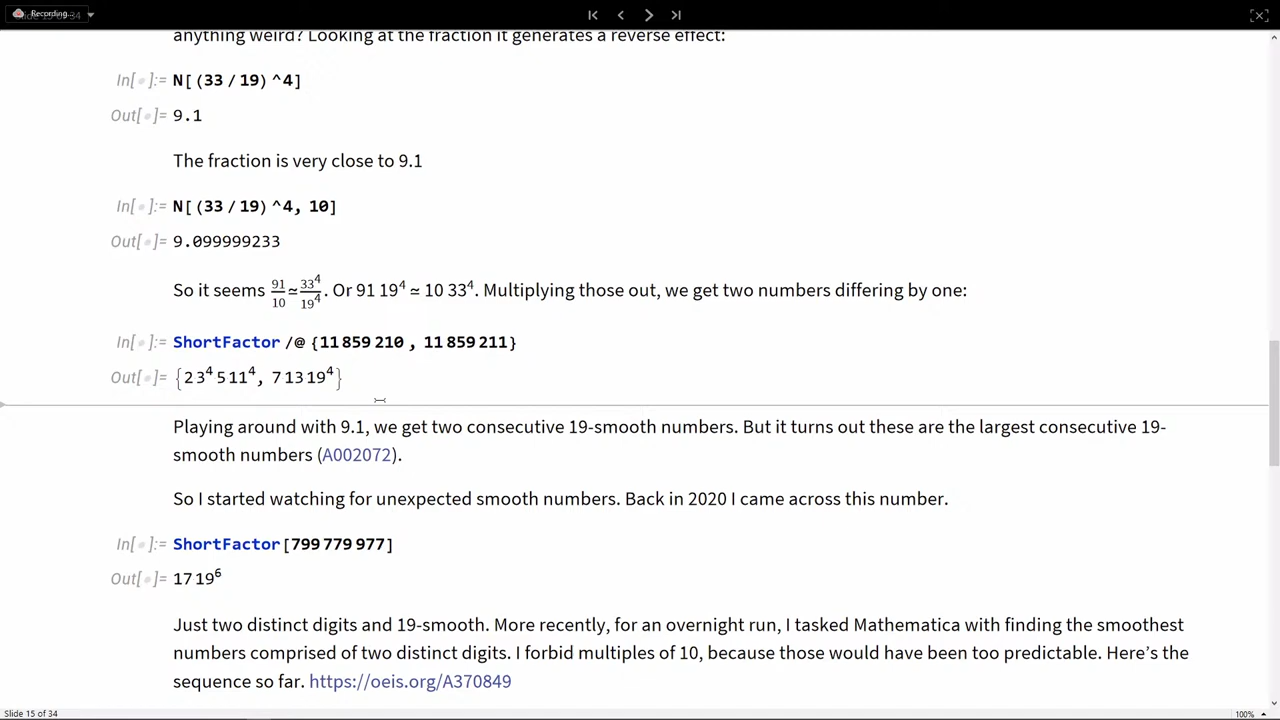 Recording...
Slide 15 of 34
anything weird? Looking at the fraction it generates a reverse effect:
In[ ]:= N[(33/19)^4]
Out[ ]= 9.1
The fraction is very close to 9.1
In[ ]:= N[(33/19)^4, 10]
Out[ ]= 9.099999233
So it seems 91/10≃33⁴/19⁴. Or 91 19⁴ ≃ 10 33⁴. Multiplying those out, we get two numbers differing by one:
In[ ]:= ShortFactor /@ {11 859 210, 11 859 211}
Out[ ]= {2 3⁴ 5 11⁴, 7 13 19⁴}
Playing around with 9.1, we get two consecutive 19-smooth numbers. But it turns out these are the largest consecutive 19-
smooth numbers (A002072).
So I started watching for unexpected smooth numbers. Back in 2020 I came across this number.
In[ ]:= ShortFactor[799 779 977]
Out[ ]= 17 19⁶
Just two distinct digits and 19-smooth. More recently, for an overnight run, I tasked Mathematica with finding the smoothest
numbers comprised of two distinct digits. I forbid multiples of 10, because those would have been too predictable. Here's the
sequence so far. https://oeis.org/A370849
Slide 15 of 34
100%